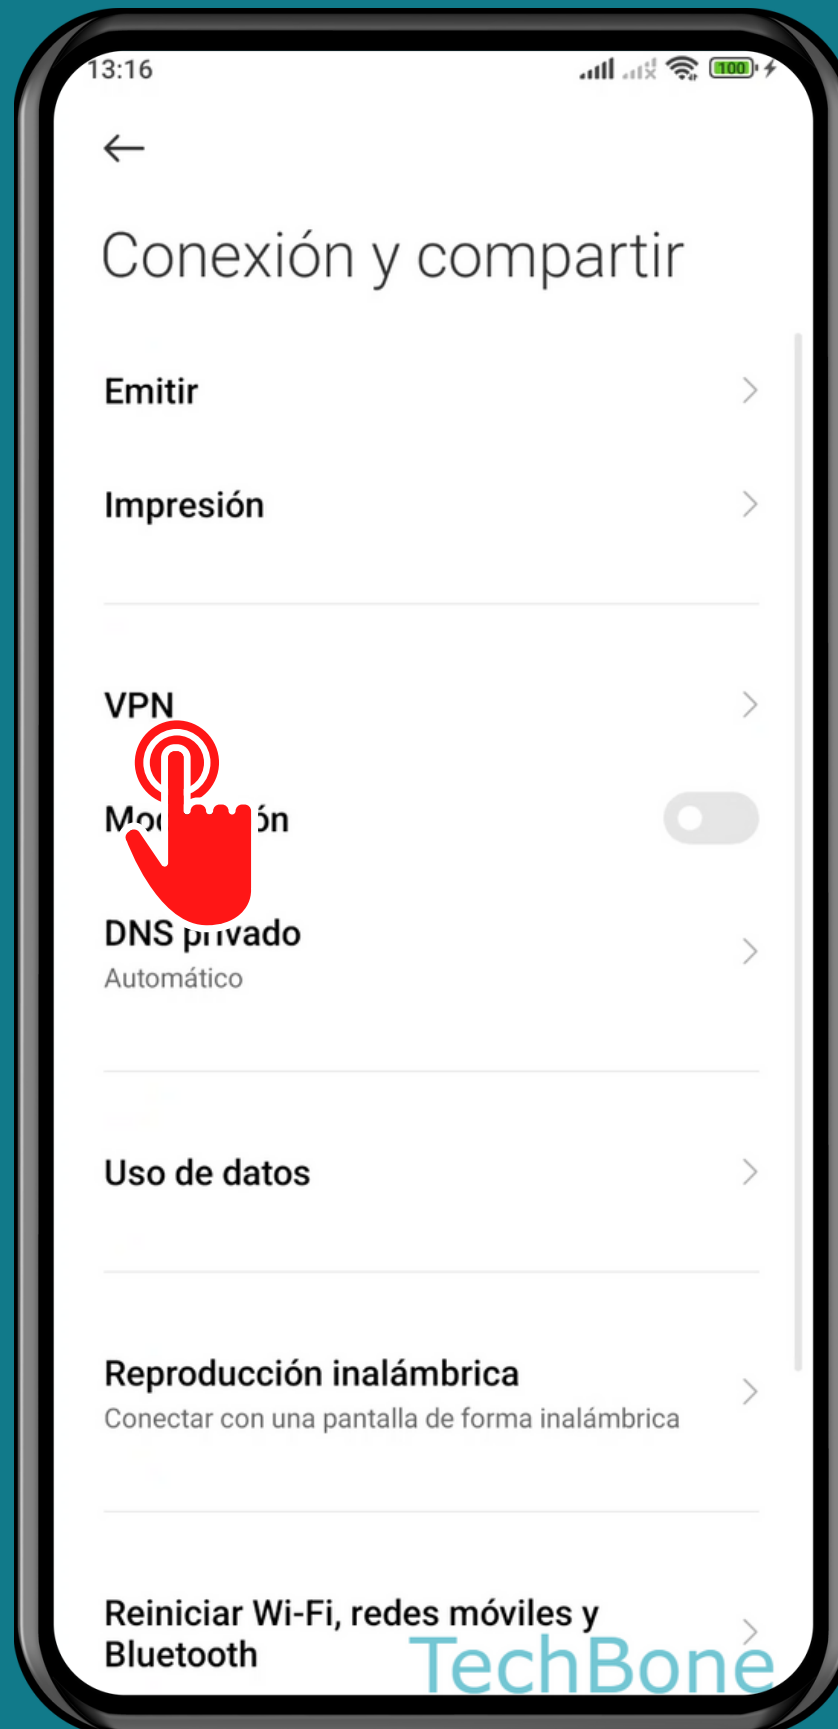 13:16
100
Conexión y compartir
Emitir
Impresión
VPN
DNS privado
Automático
Uso de datos
Reproducción inalámbrica
Conectar con una pantalla de forma inalámbrica
Reiniciar Wi-Fi, redes móviles y
Bluetooth
TechBone